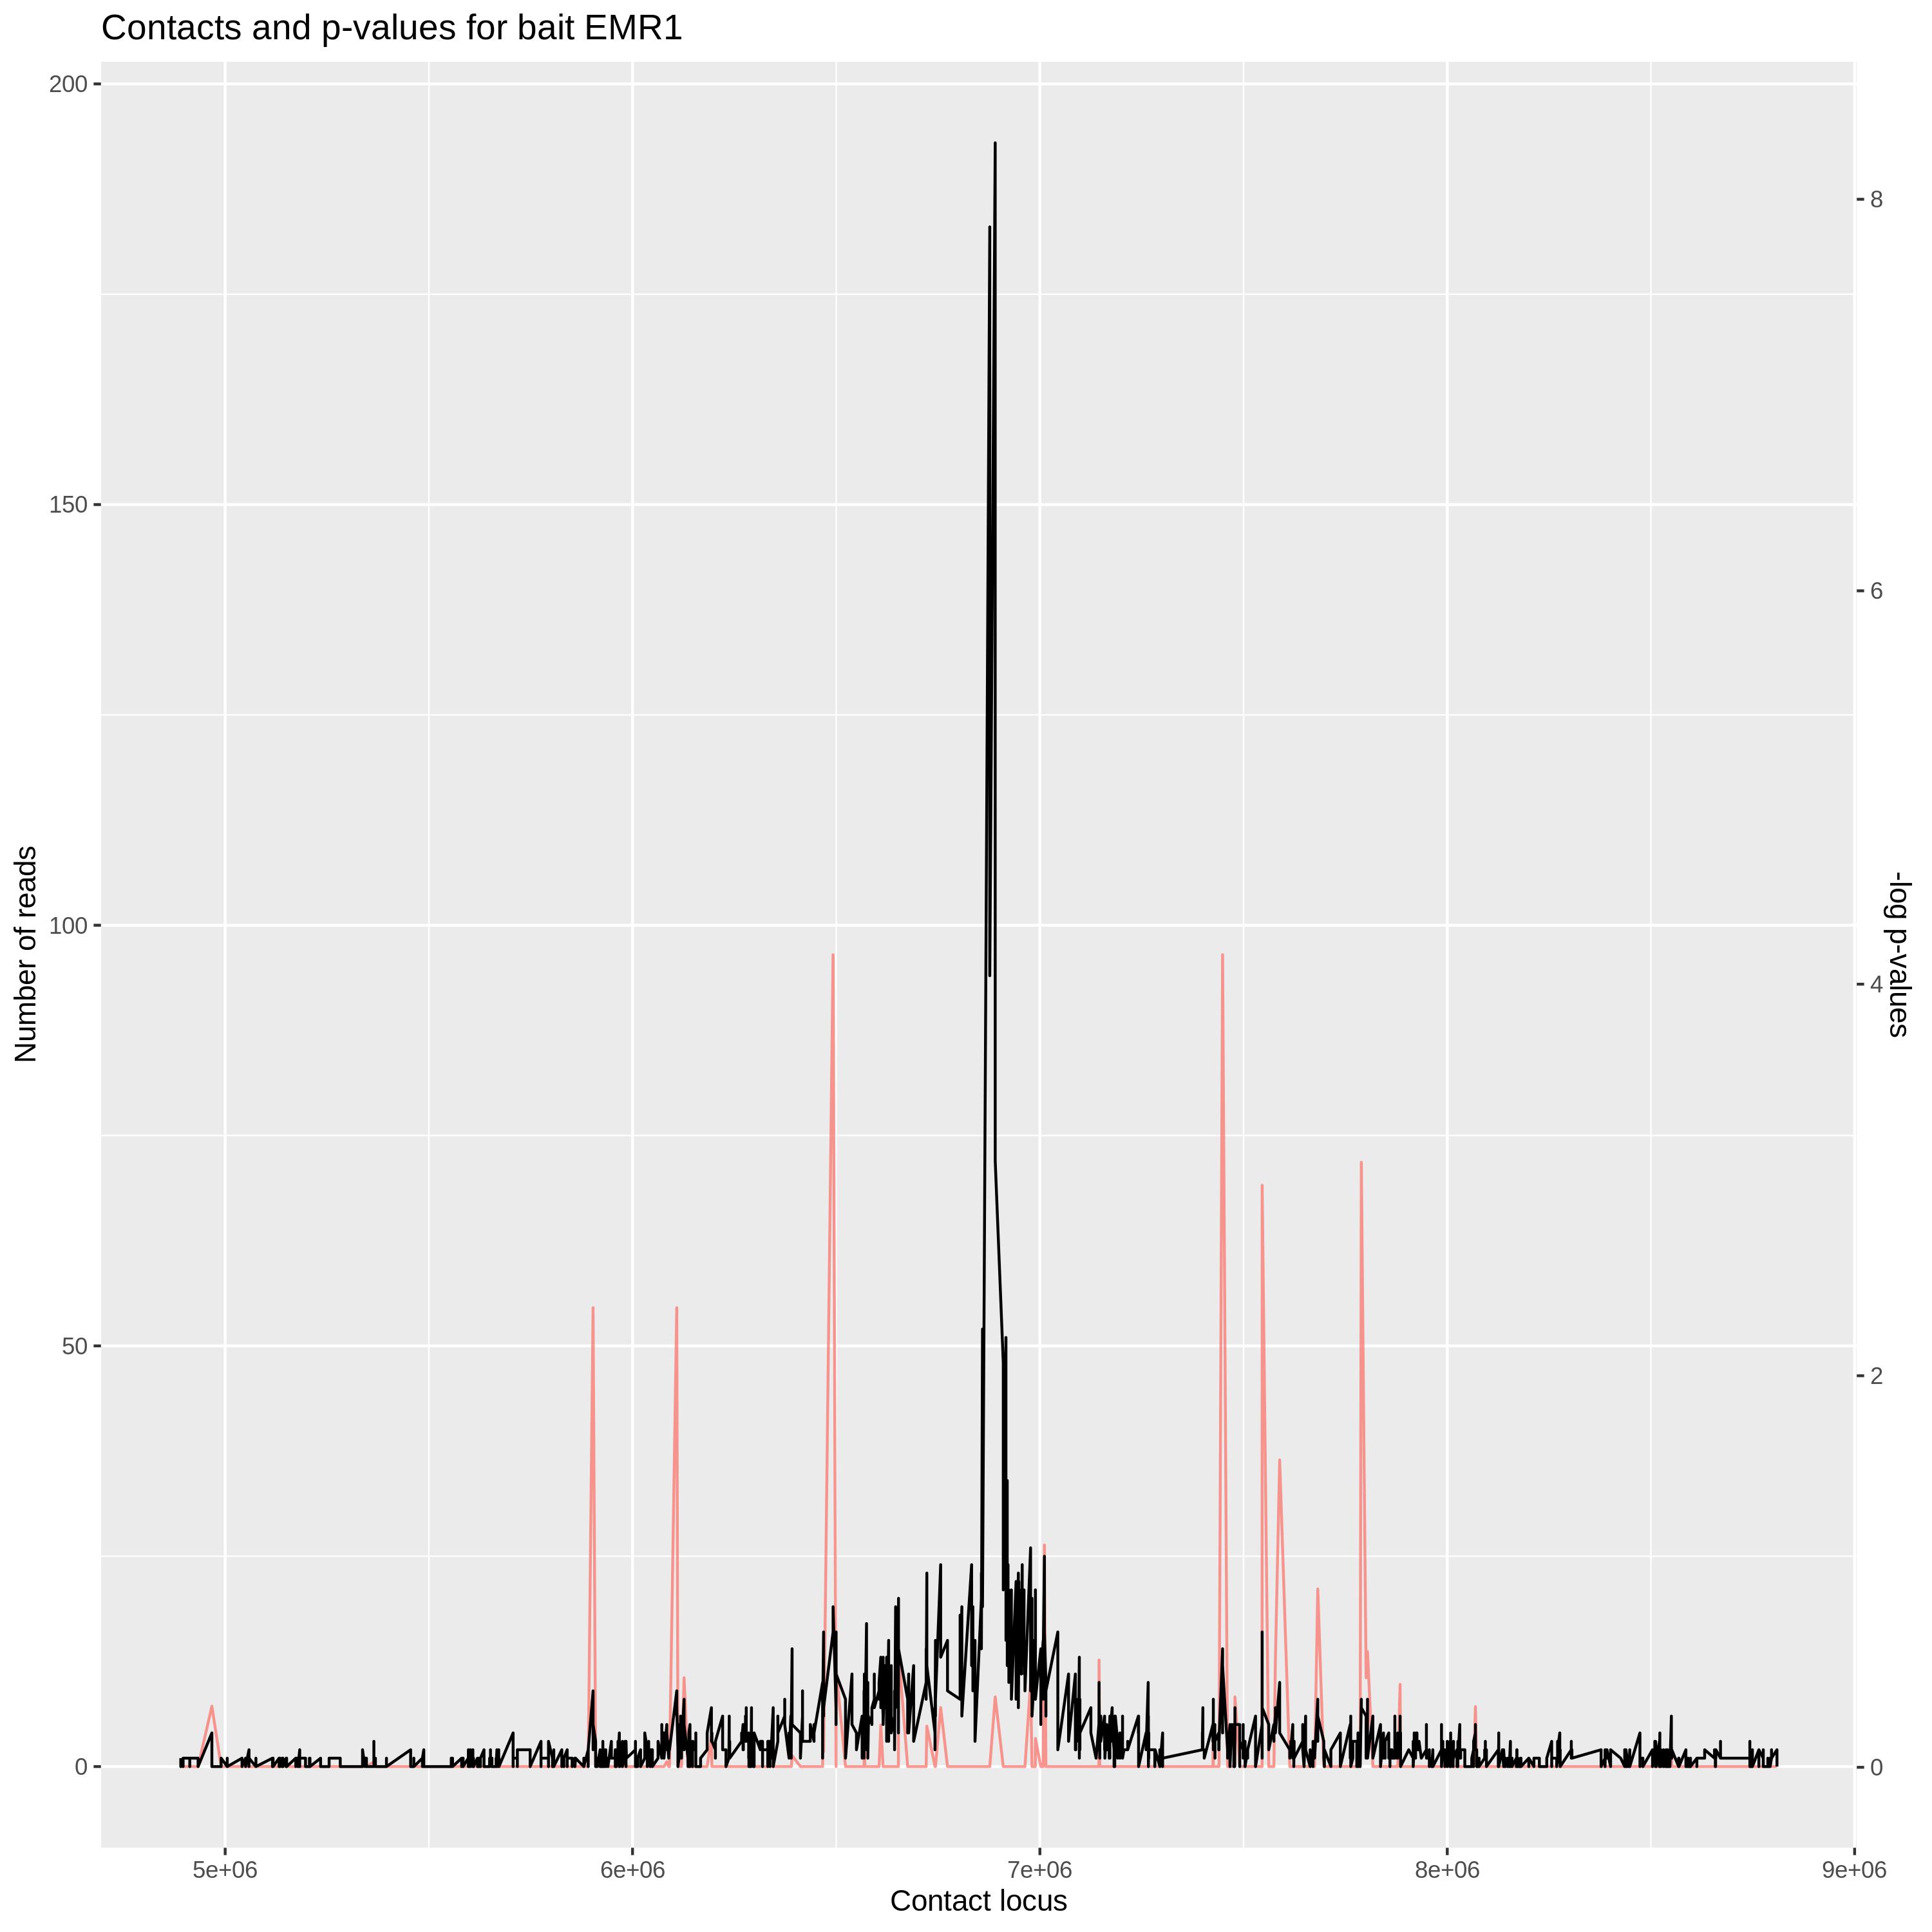 Contacts and p-values for bait EMR1
200
150
100
50
0
8
6
4
2
0
Number of reads
-log p-values
5e+06
6e+06
7e+06
8e+06
9e+06
Contact locus